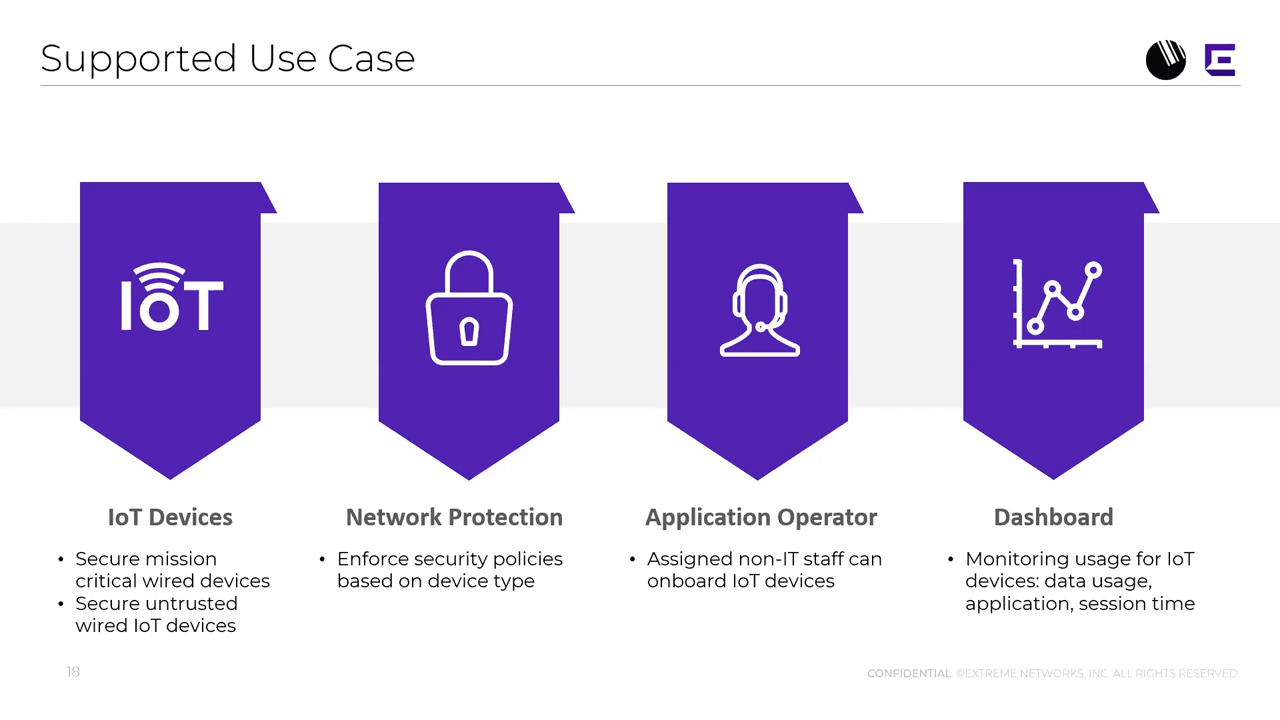 Supported Use Case
IoT
IoT Devices
• Secure mission
critical wired devices
• Secure untrusted
wired IoT devices
Network Protection
• Enforce security policies
based on device type
Application Operator
• Assigned non-IT staff can
onboard IoT devices
Dashboard
• Monitoring usage for IoT
devices: data usage,
application, session time
18
CONFIDENTIAL ©EXTREME NETWORKS, INC. ALL RIGHTS RESERVED.